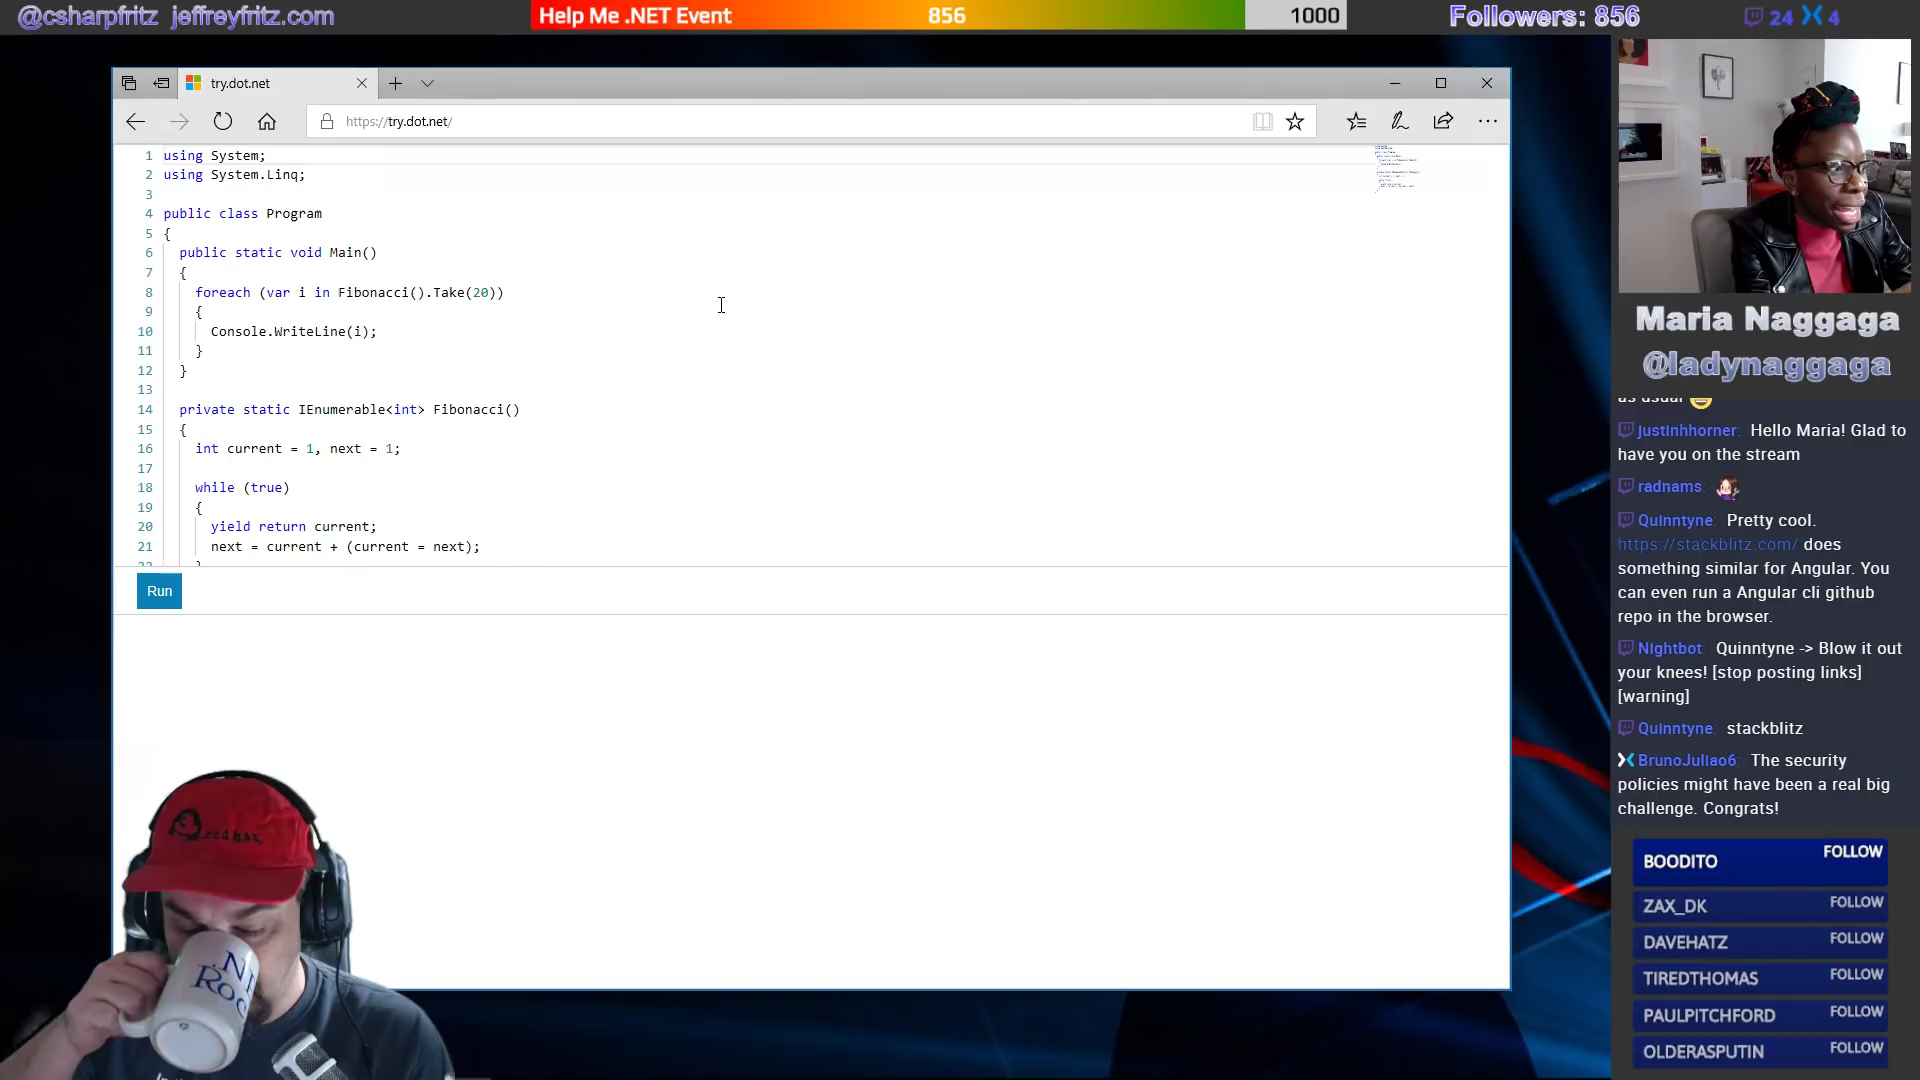 @csharpfritz jeffreyfritz.com
Help Me .NET Event 856 1000
Followers: 856
24 4
try.dot.net
https://try.dot.net/
1 using System;
2 using System.Linq;
3
4 public class Program
5 {
6 public static void Main()
7 {
8 foreach (var i in Fibonacci().Take(20))
9 {
10 Console.WriteLine(i);
11 }
12 }
13
14 private static IEnumerable<int> Fibonacci()
15 {
16 int current = 1, next = 1;
17
18 while (true)
19 {
20 yield return current;
21 next = current + (current = next);
Run
Maria Naggaga
@ladynaggaga
as usual
justinhhorner: Hello Maria! Glad to
have you on the stream
radnams:
Quinntyne: Pretty cool.
https://stackblitz.com/ does
something similar for Angular. You
can even run a Angular cli github
repo in the browser.
Nightbot: Quinntyne -> Blow it out
your knees! [stop posting links]
[warning]
Quinntyne: stackblitz
BrunoJuliao6: The security
policies might have been a real big
challenge. Congrats!
BOODITO FOLLOW
ZAX_DK FOLLOW
DAVEHATZ FOLLOW
TIREDTHOMAS FOLLOW
PAULPITCHFORD FOLLOW
OLDERASPUTIN FOLLOW